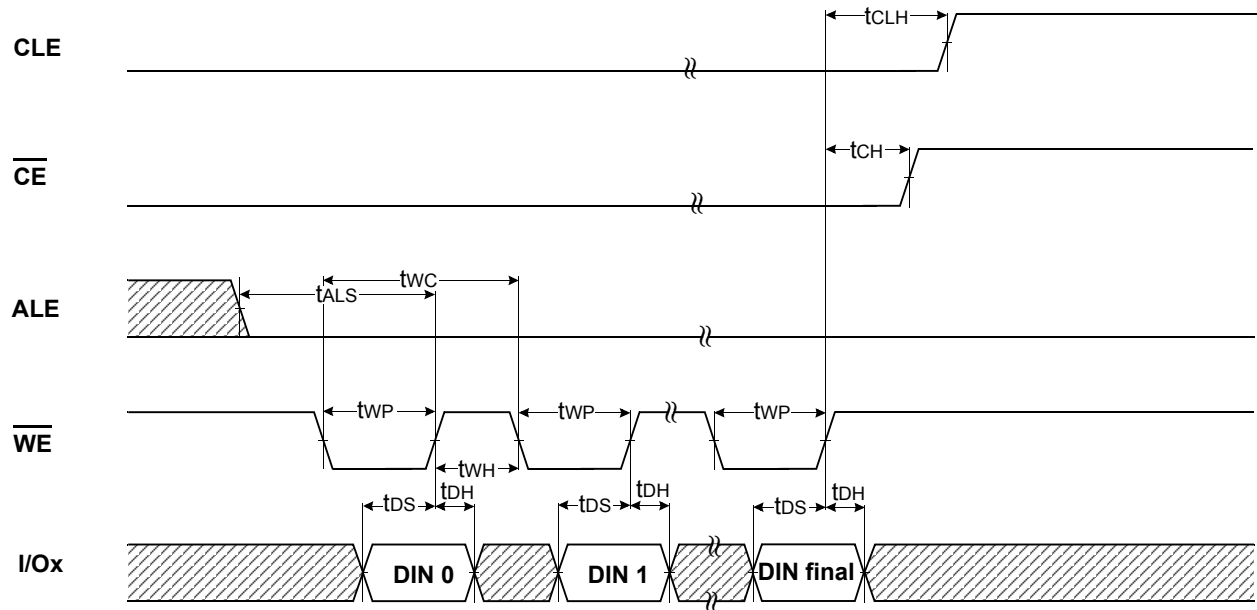 tCLH
CLE
tCH
CE
tWC
tALS
ALE
tWP tWP tWP
WE
tWH
tDS tDH tDS tDH tDS tDH
I/Ox DIN 0 DIN 1 DIN final